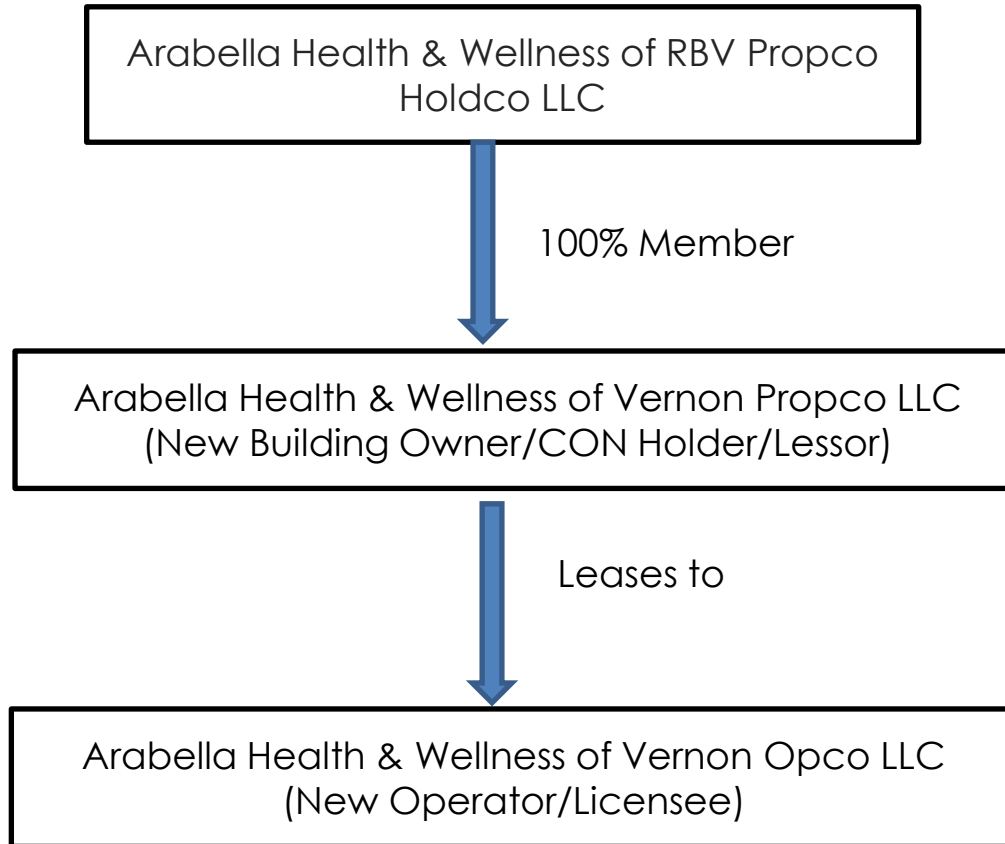 Arabella Health & Wellness of RBV Propco
Holdco LLC
100% Member
Arabella Health & Wellness of Vernon Propco LLC
(New Building Owner/CON Holder/Lessor)
Leases to
Arabella Health & Wellness of Vernon Opco LLC
(New Operator/Licensee)